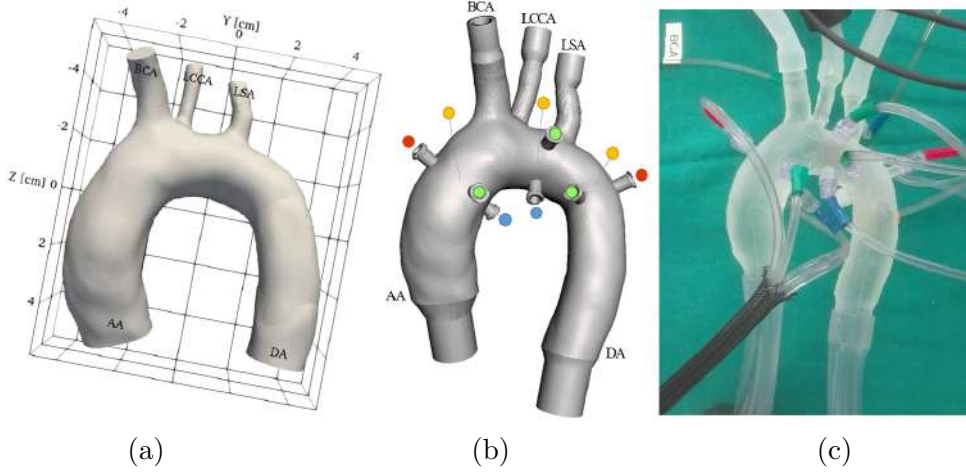 Y [cm]
-4
-2
0
2
4
-4
-2
Z [cm] 0
2
4
BCA
LCCA
LSA
AA
DA
BCA
LCCA
LSA
AA
DA
BCA
(a)
(b)
(c)